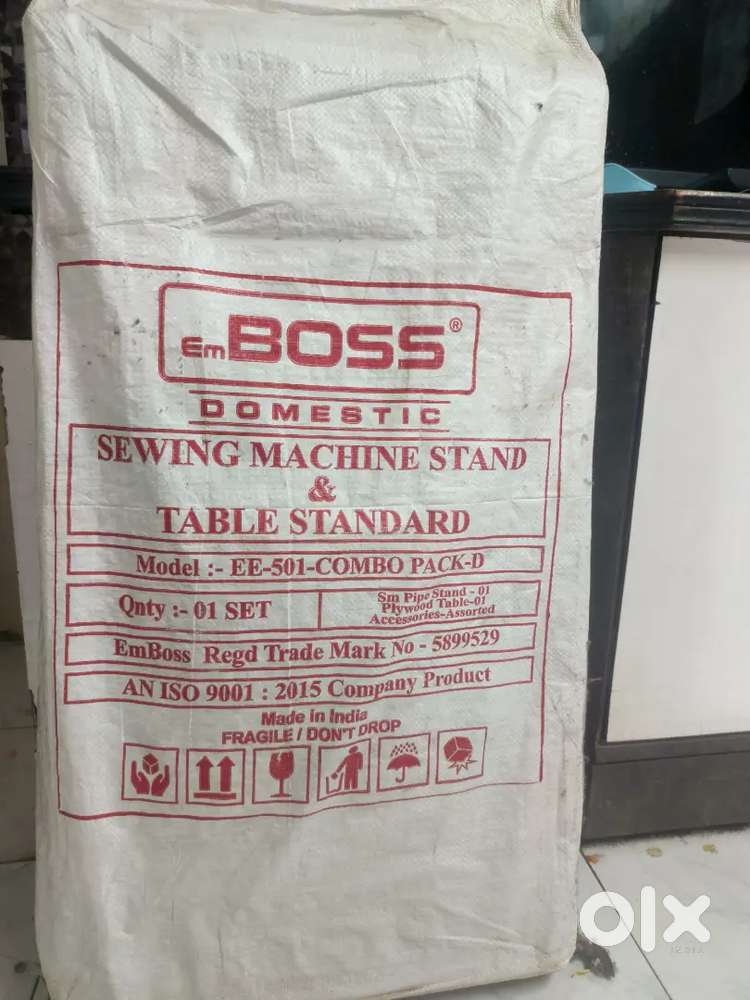 EmBOSS®
DOMESTIC
SEWING MACHINE STAND
&
TABLE STANDARD
Model :- EE-501-COMBO PACK-D
Qnty :- 01 SET
Sm Pipe Stand - 01
Plywood Table-01
Accessories-Assorted
EmBoss Regd Trade Mark No - 5899529
AN ISO 9001 : 2015 Company Product
Made in India
FRAGILE / DON'T DROP
olx